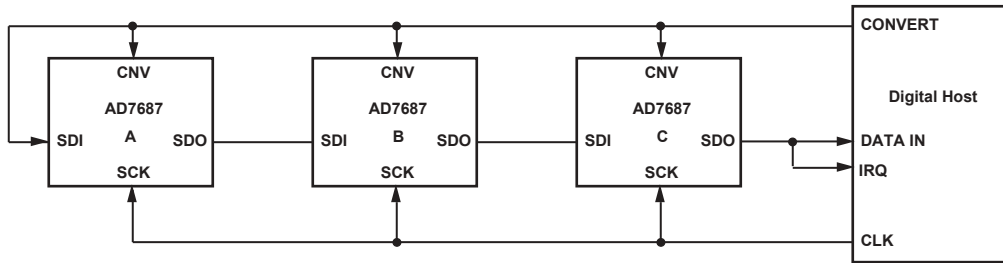 CONVERT
CNV
CNV
CNV
AD7687
AD7687
AD7687
Digital Host
SDI
A
SDO
SDI
B
SDO
SDI
C
SDO
DATA IN
SCK
SCK
SCK
IRQ
CLK